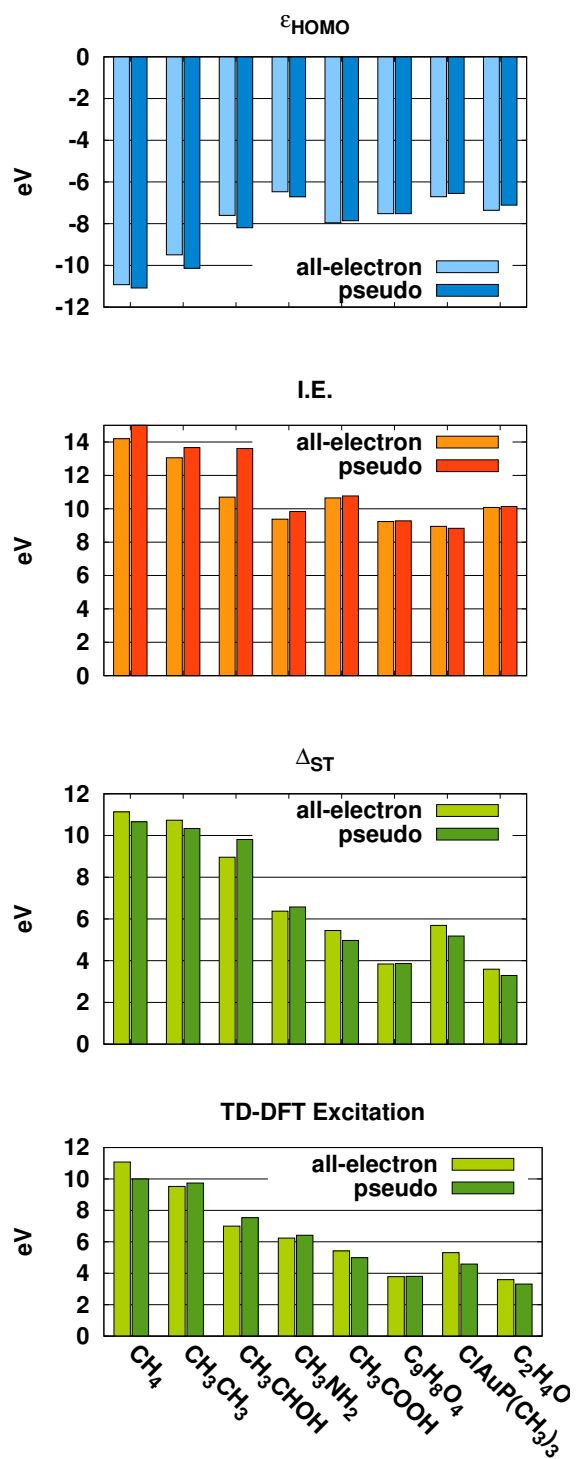 ε_HOMO
0
-2
-4
-6
-8
-10
-12
eV
all-electron
pseudo
I.E.
14
12
10
8
6
4
2
0
eV
all-electron
pseudo
Δ_ST
12
10
8
6
4
2
0
eV
all-electron
pseudo
TD-DFT Excitation
12
10
8
6
4
2
0
eV
all-electron
pseudo
CH₄
CH₃CH₃
CH₃CHOH
CH₃NH₂
CH₃COOH
C₉H₈O₄
ClAuP(CH₃)₃
C₂H₄O